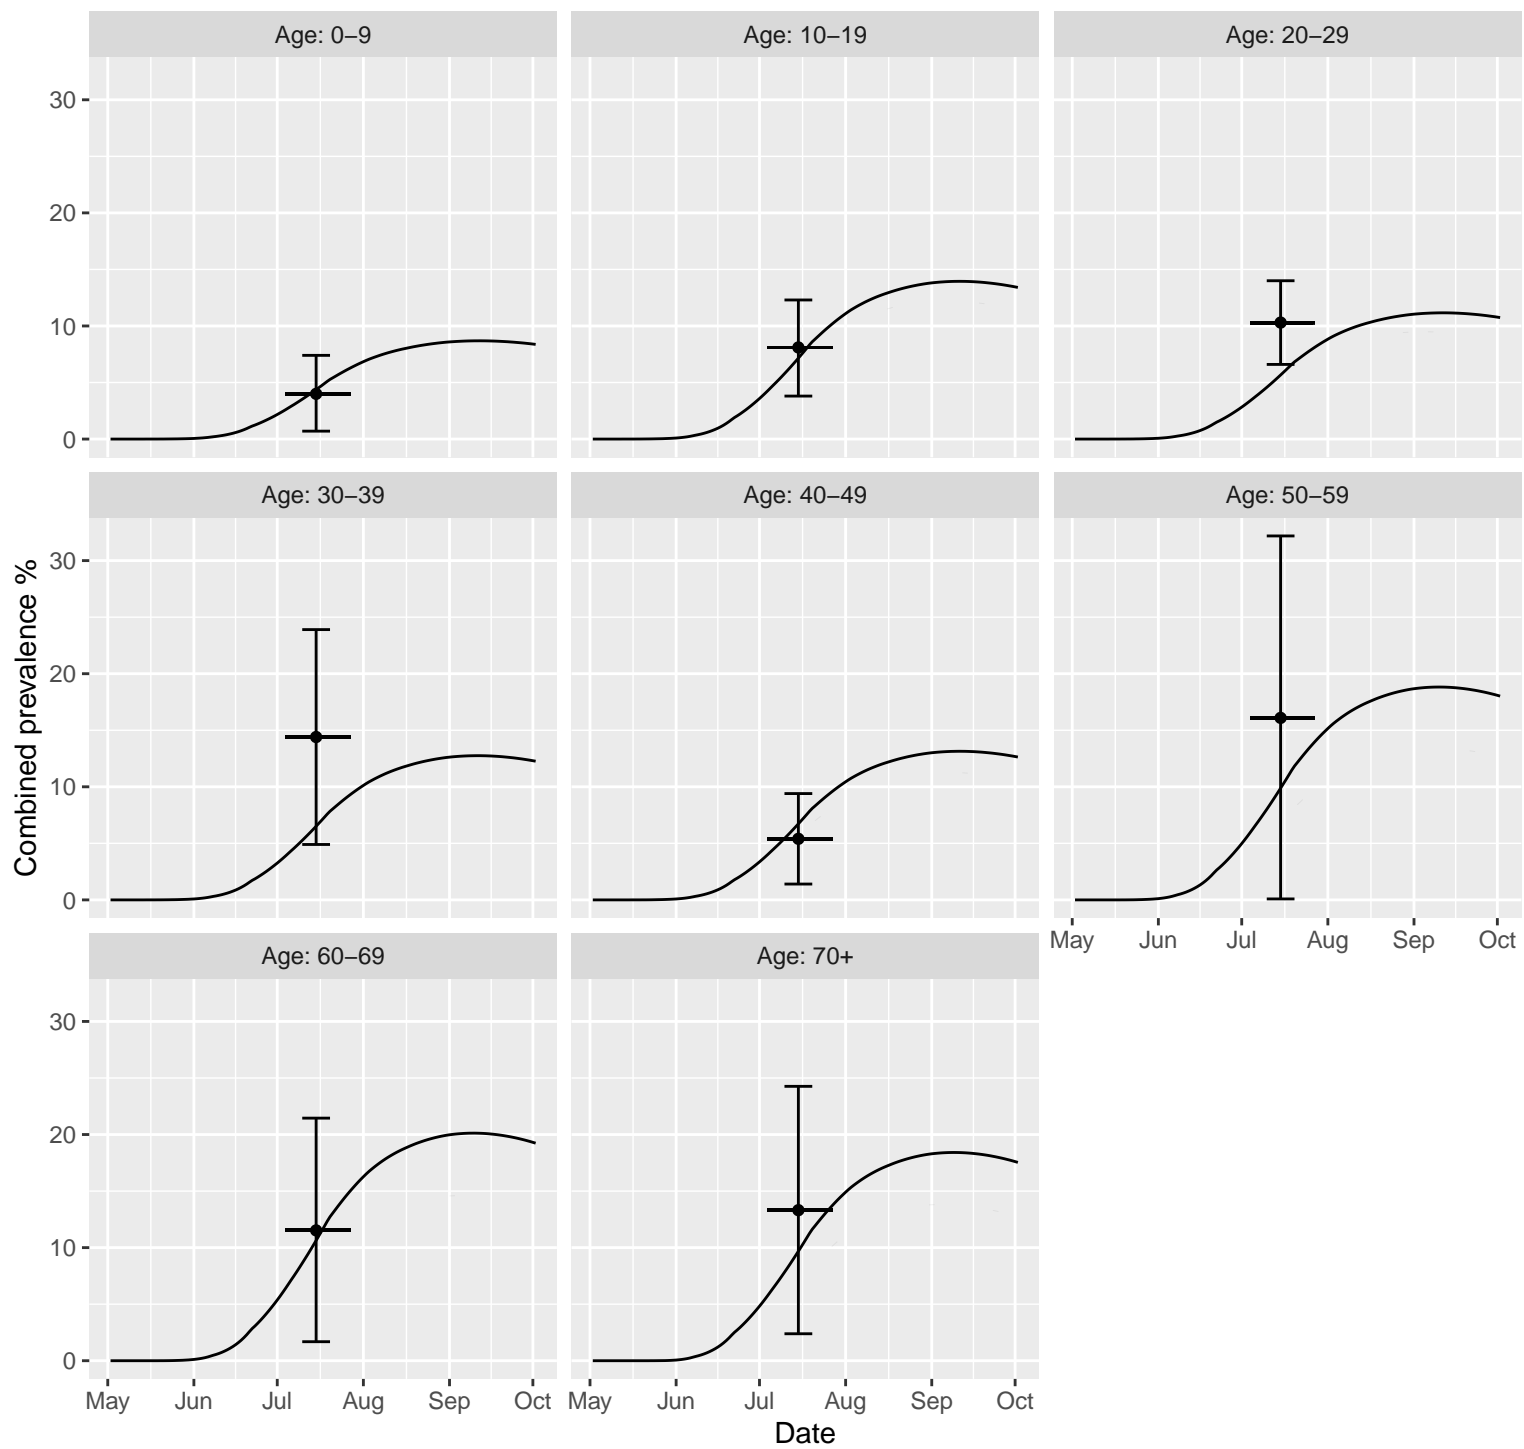 Age: 0–9
Age: 10–19
Age: 20–29
30
20
10
0
Age: 30–39
Age: 40–49
Age: 50–59
Combined prevalence %
30
20
10
0
May Jun Jul Aug Sep Oct
Age: 60–69
Age: 70+
30
20
10
0
May Jun Jul Aug Sep Oct
May Jun Jul Aug Sep Oct
Date